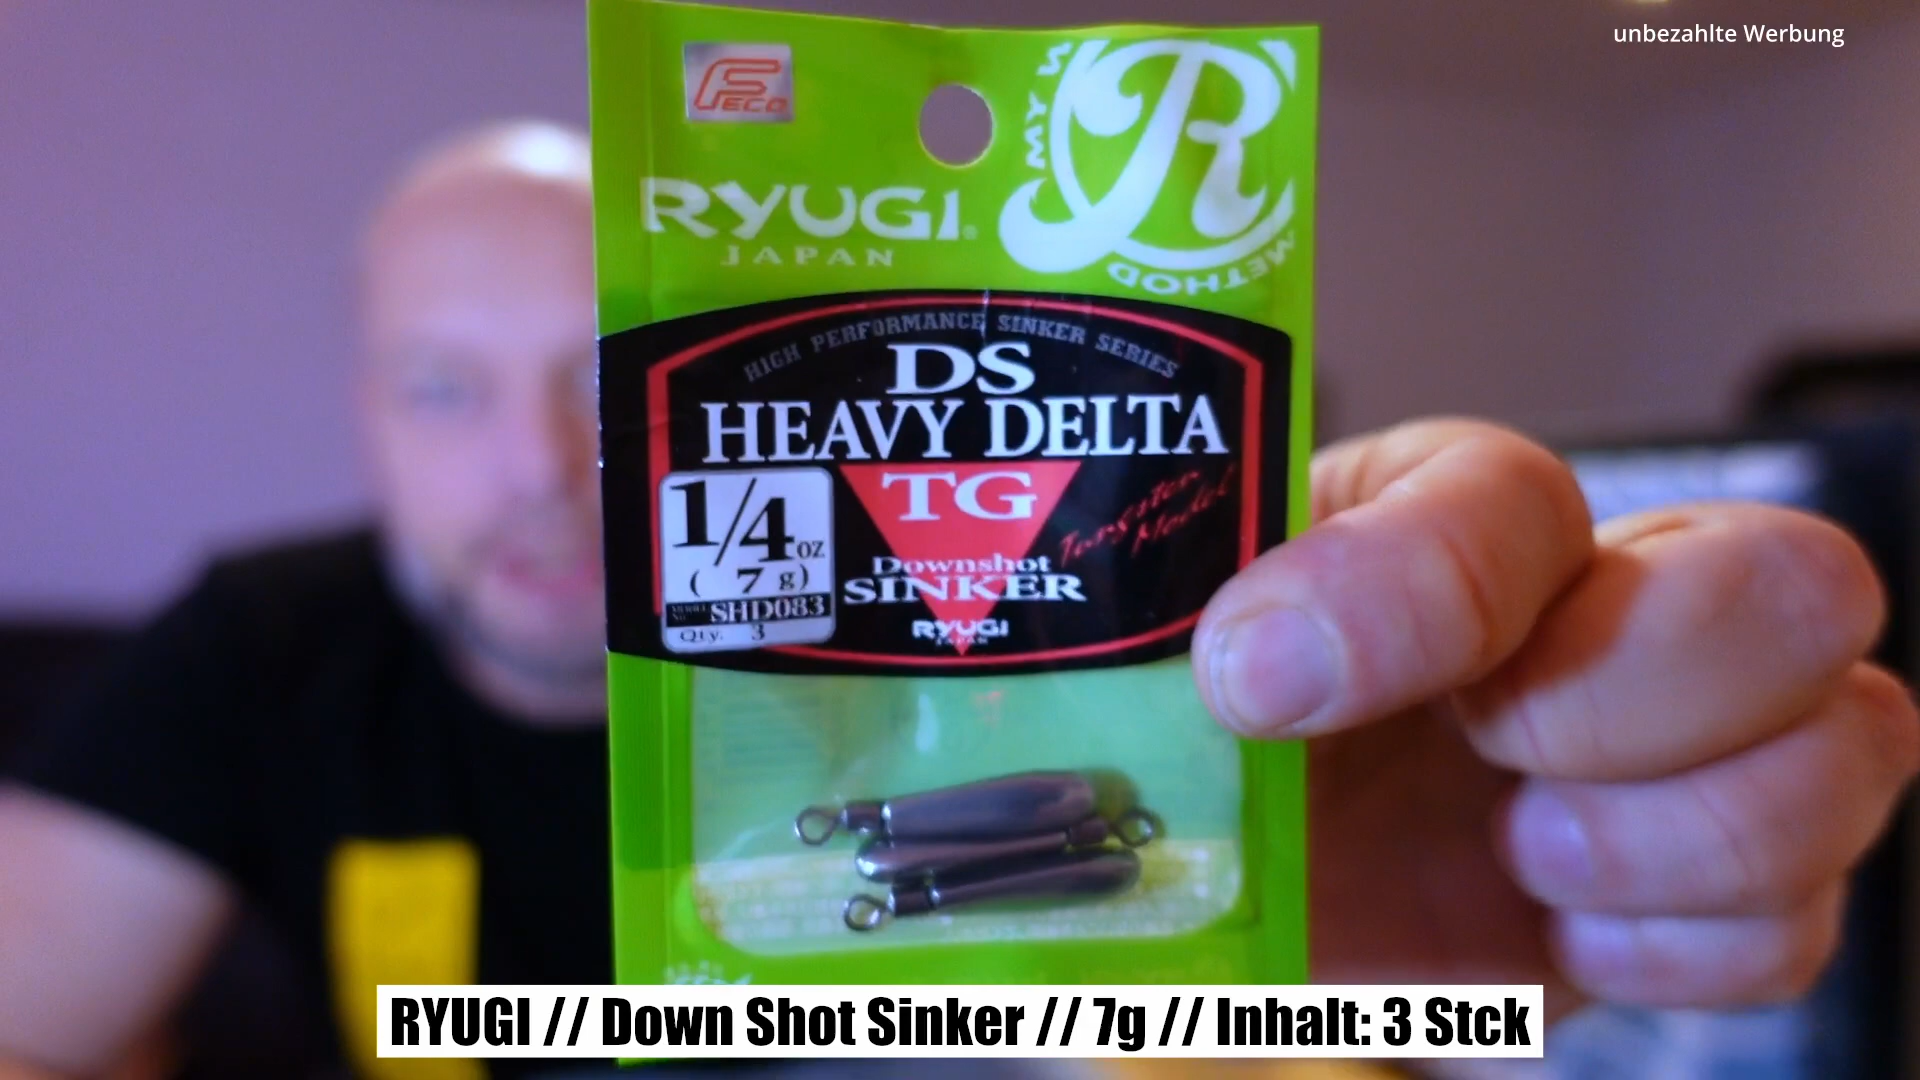 unbezahlte Werbung
FECO
MY
METHOD
R
RYUGI
JAPAN
HIGH PERFORMANCE SINKER SERIES
DS
HEAVY DELTA
TG
Tungsten
Model
1/4 oz
( 7 g)
SHD083
Qty. 3
Downshot
SINKER
RYUGI
JAPAN
RYUGI // Down Shot Sinker // 7g // Inhalt: 3 Stck